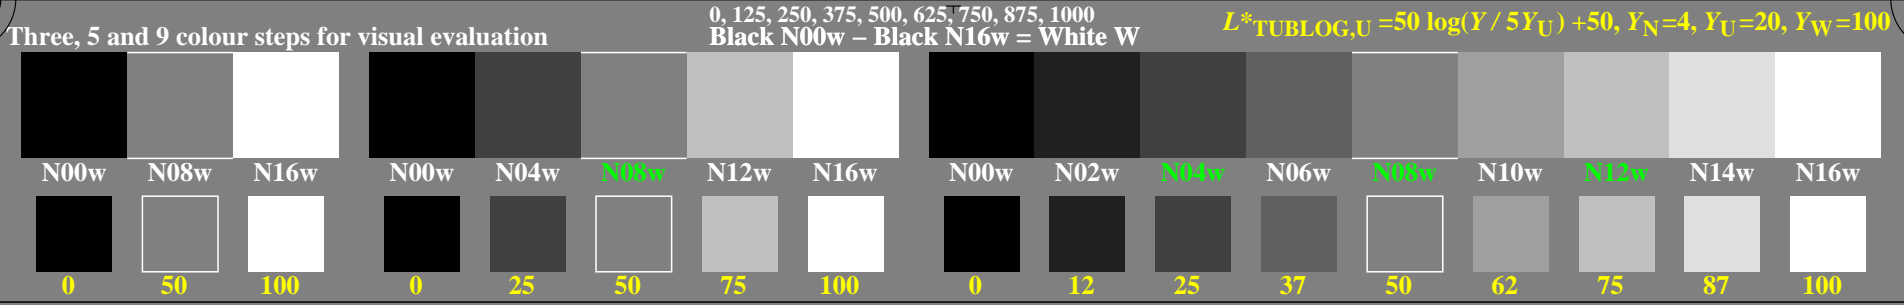 Three, 5 and 9 colour steps for visual evaluation
0, 125, 250, 375, 500, 625, 750, 875, 1000
Black N00w – Black N16w = White W
L*TUBLOG,U =50 log(Y / 5YU) +50, YN=4, YU=20, YW=100
N00w N08w N16w N00w N04w N08w N12w N16w N00w N02w N04w N06w N08w N10w N12w N14w N16w
0 50 100 0 25 50 75 100 0 12 25 37 50 62 75 87 100